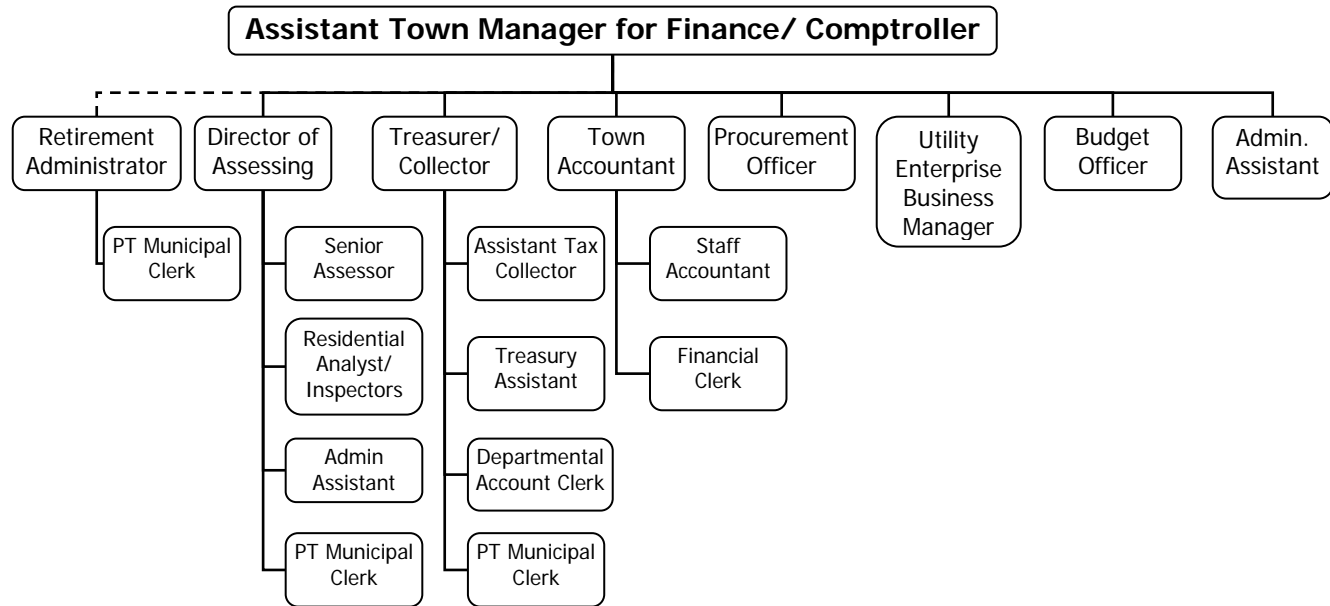 Assistant Town Manager for Finance/ Comptroller
Retirement
Administrator
Director of
Assessing
Treasurer/
Collector
Town
Accountant
Procurement
Officer
Utility
Enterprise
Business
Manager
Budget
Officer
Admin.
Assistant
PT Municipal
Clerk
Senior
Assessor
Assistant Tax
Collector
Staff
Accountant
Residential
Analyst/
Inspectors
Treasury
Assistant
Financial
Clerk
Admin
Assistant
Departmental
Account Clerk
PT Municipal
Clerk
PT Municipal
Clerk